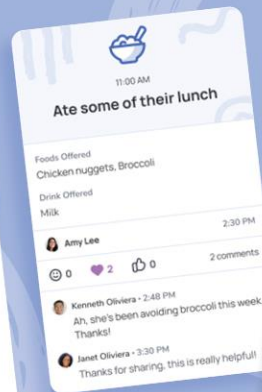 11:00 AM
Ate some of their lunch
Foods Offered
Chicken nuggets, Broccoli
Drink Offered
Milk
Amy Lee
2:30 PM
0 2 0 2 comments
Kenneth Oliviera • 2:48 PM
Ah, she's been avoiding broccoli this week.
Thanks!
Janet Oliviera • 3:30 PM
Thanks for sharing, this is really helpful!